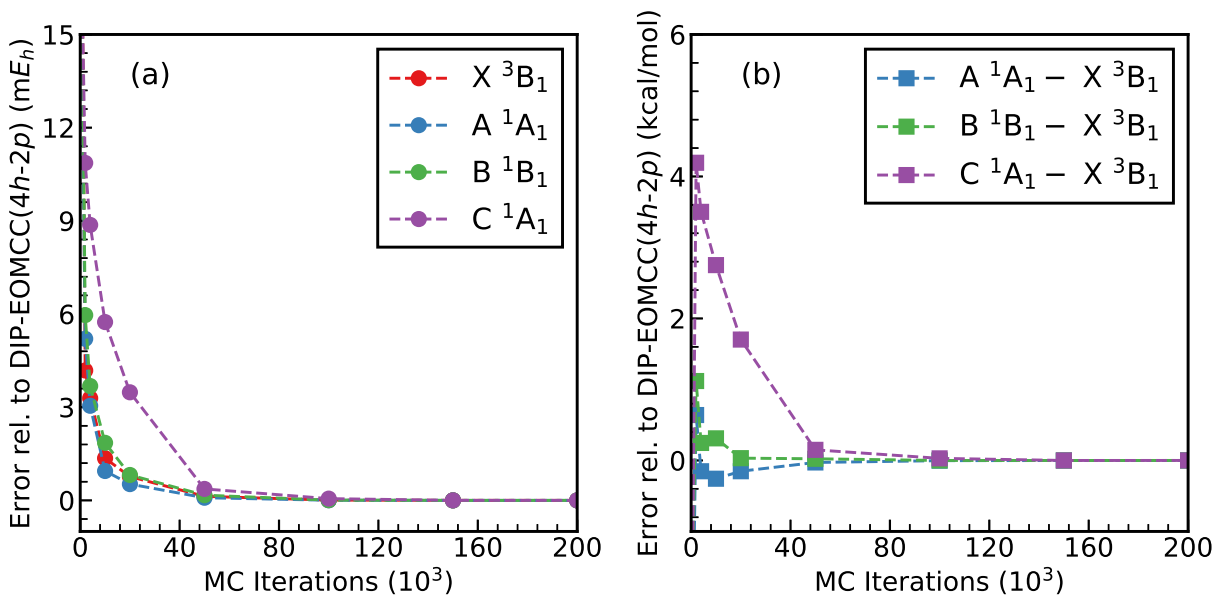 Error rel. to DIP-EOMCC(4h-2p) (mE_h)
15
12
9
6
3
0
(a)
X ³B₁
A ¹A₁
B ¹B₁
C ¹A₁
0 40 80 120 160 200
MC Iterations (10³)
Error rel. to DIP-EOMCC(4h-2p) (kcal/mol)
6
4
2
0
(b)
A ¹A₁ − X ³B₁
B ¹B₁ − X ³B₁
C ¹A₁ − X ³B₁
0 40 80 120 160 200
MC Iterations (10³)